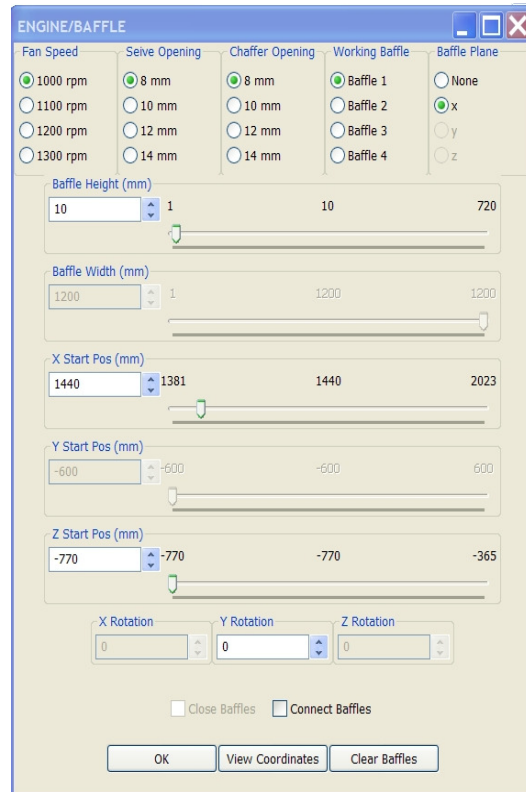 ENGINE/BAFFLE
Fan Speed Seive Opening Chaffer Opening Working Baffle Baffle Plane
1000 rpm 8 mm 8 mm Baffle 1 None
1100 rpm 10 mm 10 mm Baffle 2 x
1200 rpm 12 mm 12 mm Baffle 3 y
1300 rpm 14 mm 14 mm Baffle 4 z
Baffle Height (mm)
10 1 10 720
Baffle Width (mm)
1200 1 1200 1200
X Start Pos (mm)
1440 1381 1440 2023
Y Start Pos (mm)
-600 -600 -600 600
Z Start Pos (mm)
-770 -770 -770 -365
X Rotation Y Rotation Z Rotation
0 0 0
Close Baffles Connect Baffles
OK View Coordinates Clear Baffles